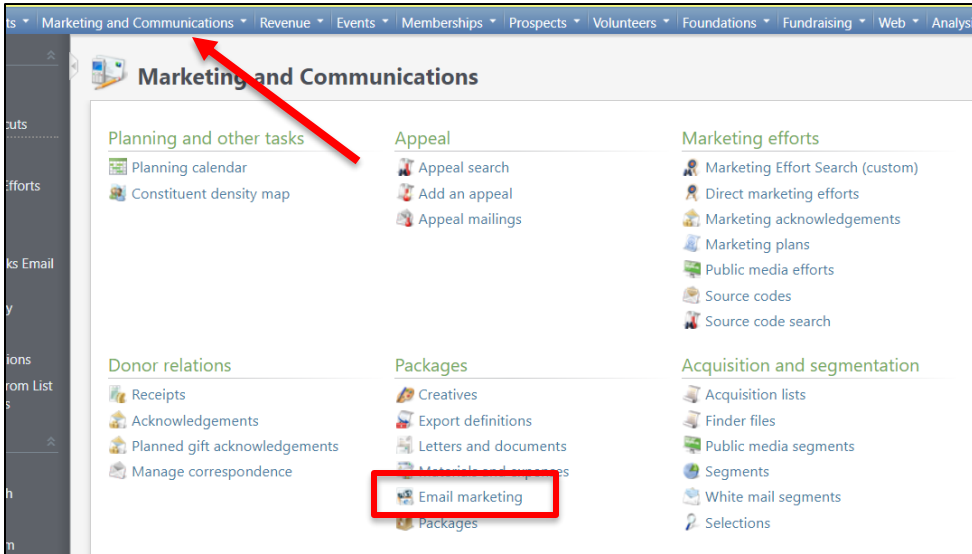 ts Marketing and Communications Revenue Events Memberships Prospects Volunteers Foundations Fundraising Web Analys
Marketing and Communications
cuts
Efforts
ks Email
y
ions
rom List
s
h
m
Planning and other tasks
Planning calendar
Constituent density map
Appeal
Appeal search
Add an appeal
Appeal mailings
Marketing efforts
Marketing Effort Search (custom)
Direct marketing efforts
Marketing acknowledgements
Marketing plans
Public media efforts
Source codes
Source code search
Donor relations
Receipts
Acknowledgements
Planned gift acknowledgements
Manage correspondence
Packages
Creatives
Export definitions
Letters and documents
Materials and expenses
Email marketing
Packages
Acquisition and segmentation
Acquisition lists
Finder files
Public media segments
Segments
White mail segments
Selections